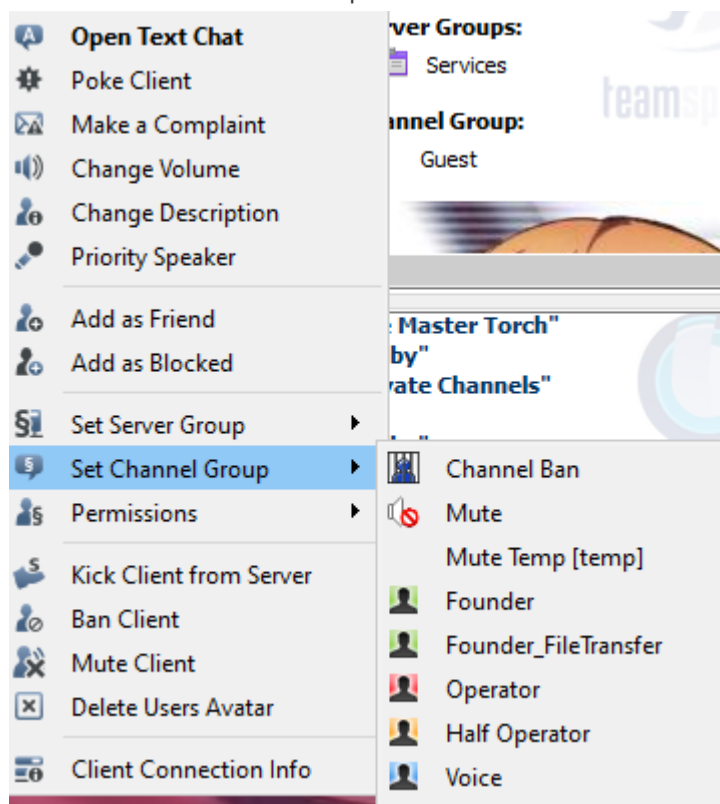 Open Text Chat
Poke Client
Make a Complaint
Change Volume
Change Description
Priority Speaker
Add as Friend
Add as Blocked
Set Server Group
Set Channel Group
Permissions
Kick Client from Server
Ban Client
Mute Client
Delete Users Avatar
Client Connection Info
ver Groups:
Services
annel Group:
Guest
teamsp
Master Torch"
by"
vate Channels"
Channel Ban
Mute
Mute Temp [temp]
Founder
Founder_FileTransfer
Operator
Half Operator
Voice